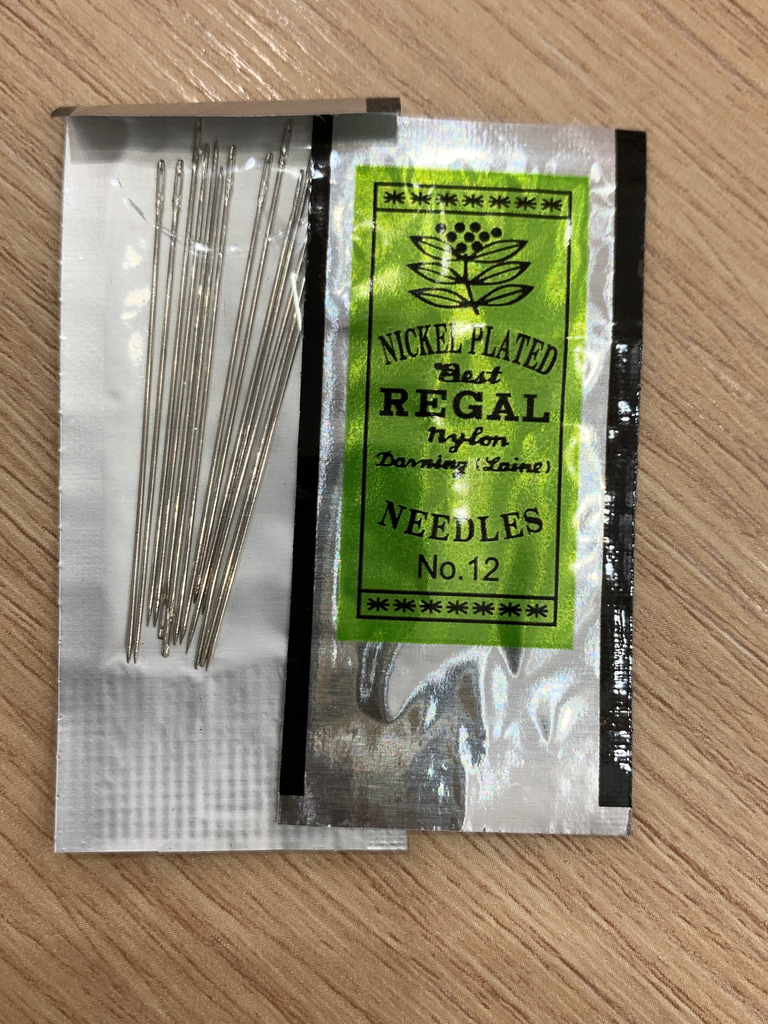 NICKEL PLATED
Best
REGAL
Nylon
Darning (Laine)
NEEDLES
No.12